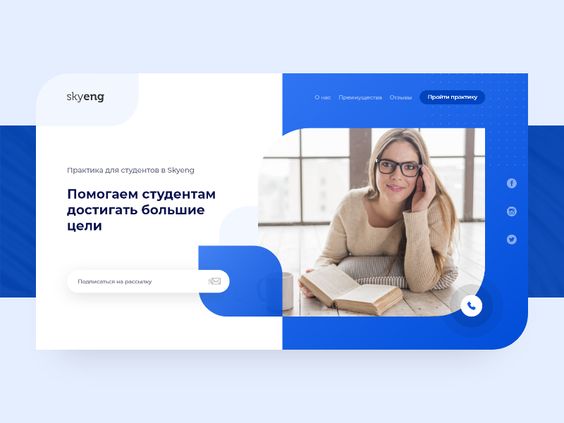 skyeng
О нас Преимущества Отзывы Пройти практику
Практика для студентов в Skyeng
Помогаем студентам
достигать большие
цели
Подписаться на рассылку